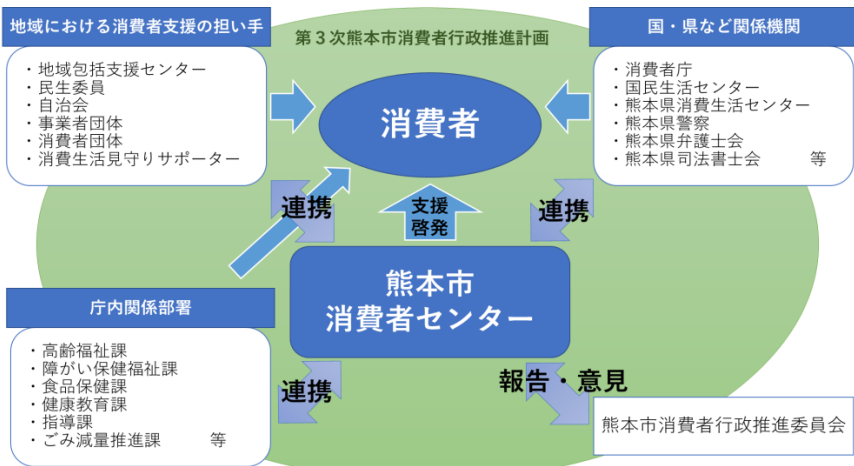 地域における消費者支援の担い手
・地域包括支援センター
・民生委員
・自治会
・事業者団体
・消費者団体
・消費生活見守りサポーター
第３次熊本市消費者行政推進計画
国・県など関係機関
・消費者庁
・国民生活センター
・熊本県消費生活センター
・熊本県警察
・熊本県弁護士会
・熊本県司法書士会　　　等
消費者
連携
支援
啓発
連携
熊本市
消費者センター
庁内関係部署
・高齢福祉課
・障がい保健福祉課
・食品保健課
・健康教育課
・指導課
・ごみ減量推進課　　　等
連携
報告・意見
熊本市消費者行政推進委員会